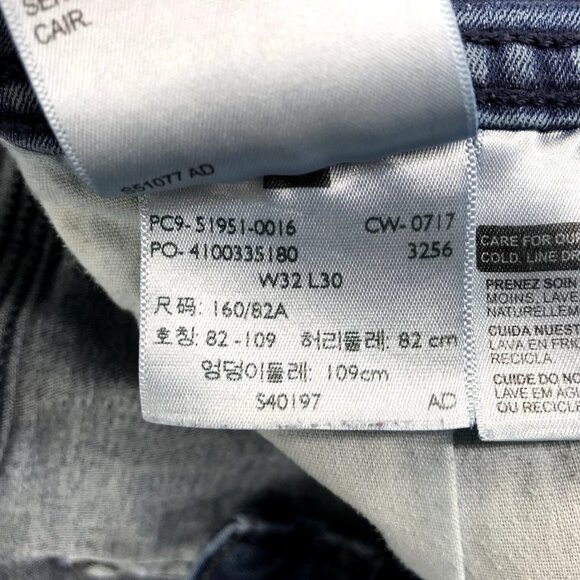 CAIR.
S51077 AD
PC9-51951-0016 CW-0717
PO-4100335180 3256
W32 L30
尺码: 160/82A
호칭: 82-109 허리둘레: 82 cm
엉덩이둘레: 109cm
S40197 AD
CARE FOR OUR
COLD. LINE DR
PRENEZ SOIN
MOINS, LAVE
NATURELLEM
CUIDA NUEST
LAVA EN FRI
RECICLA.
CUIDE DO NO
LAVE EM ÁGU
OU RECICLE